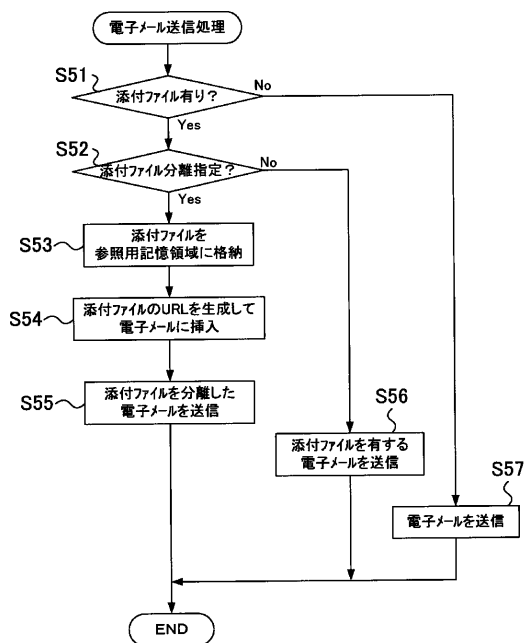 電子メール送信処理
S51
添付ファイル有り？
No
Yes
S52
添付ファイル分離指定？
No
Yes
S53
添付ファイルを
参照用記憶領域に格納
S54
添付ファイルのURLを生成して
電子メールに挿入
S55
添付ファイルを分離した
電子メールを送信
S56
添付ファイルを有する
電子メールを送信
S57
電子メールを送信
END